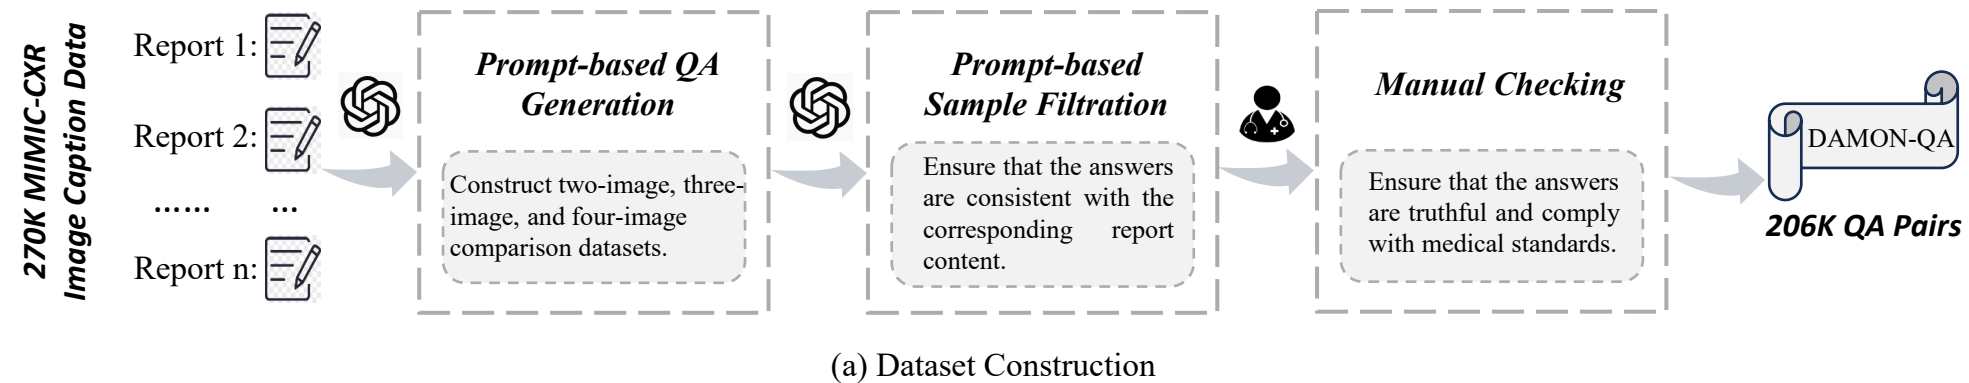 270K MMIC-CXR
Image Caption Data
Report 1:
Report 2:
...... ...
Report n:
Prompt-based QA
Generation
Construct two-image, three-
image, and four-image
comparison datasets.
Prompt-based
Sample Filtration
Ensure that the answers
are consistent with the
corresponding report
content.
Manual Checking
Ensure that the answers
are truthful and comply
with medical standards.
DAMON-QA
206K QA Pairs
(a) Dataset Construction